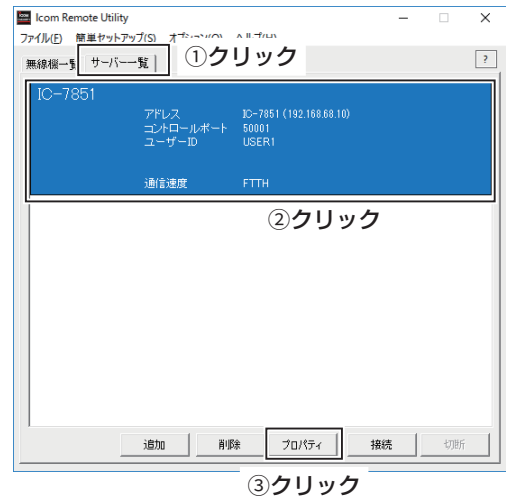 Icom Remote Utility
ファイル(F) 簡単セットアップ(S)
無線機一 サーバー一覧 ①クリック ?
IC-7851
アドレス IC-7851 (192.168.68.10)
コントロールポート 50001
ユーザーID USER1
通信速度 FTTH
②クリック
追加 削除 プロパティ 接続 切断
③クリック